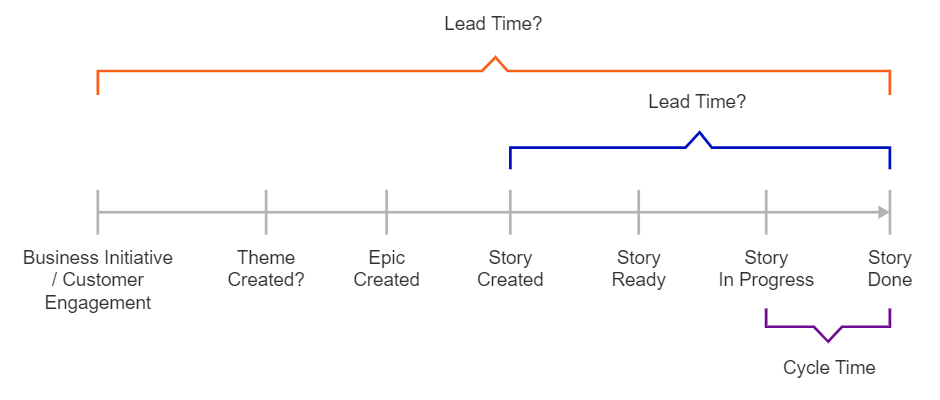 Lead Time?
Lead Time?
Business Initiative
/ Customer
Engagement
Theme
Created?
Epic
Created
Story
Created
Story
Ready
Story
In Progress
Story
Done
Cycle Time